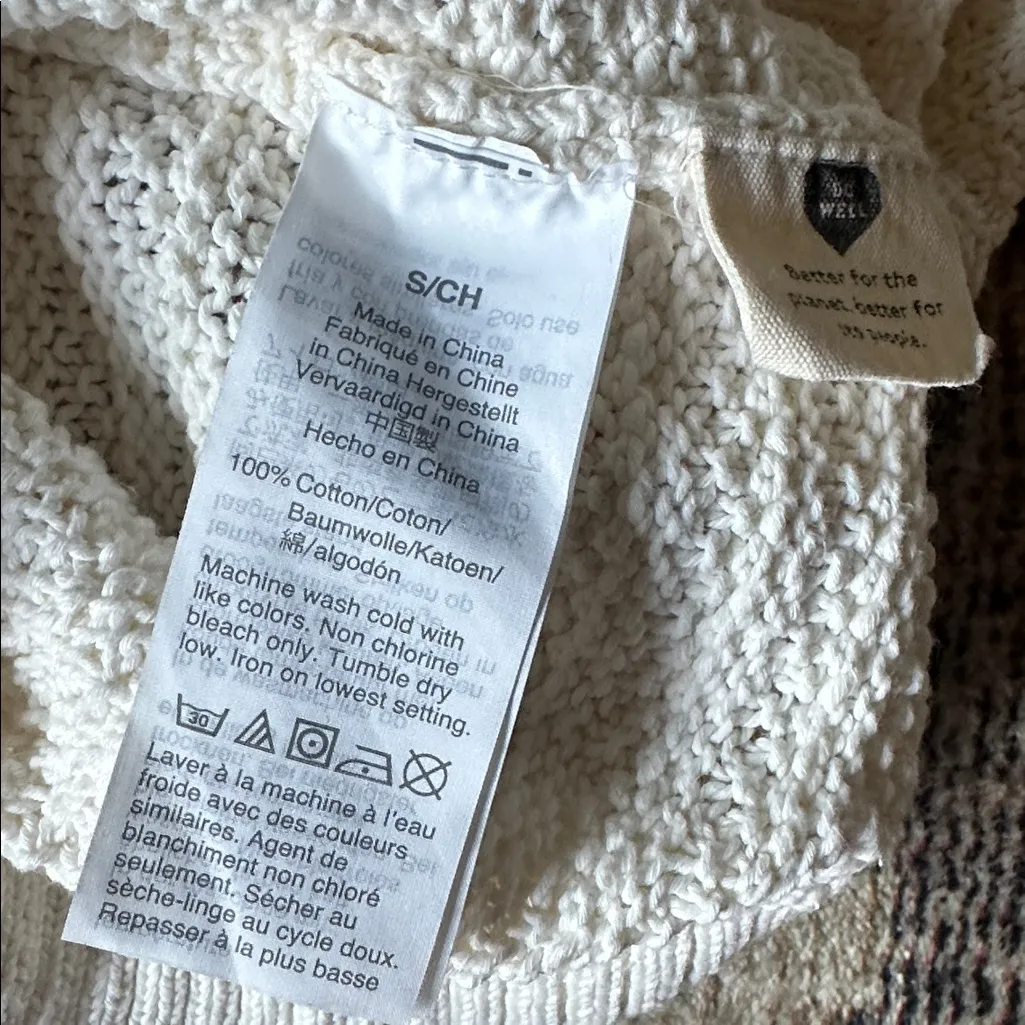 S/CH
Made in China
Fabriqué en Chine
in China Hergestellt
Vervaardigd in China
中国製
Hecho en China
100% Cotton/Coton/
Baumwolle/Katoen/
綿/algodón
Machine wash cold with
like colors. Non chlorine
bleach only. Tumble dry
low. Iron on lowest setting.
30
Laver à la machine à l'eau
froide avec des couleurs
similaires. Agent de
blanchiment non chloré
seulement. Sécher au
sèche-linge au cycle doux.
Repasser à la plus basse
DO
WELL
Better for the
planet, better for
its people.